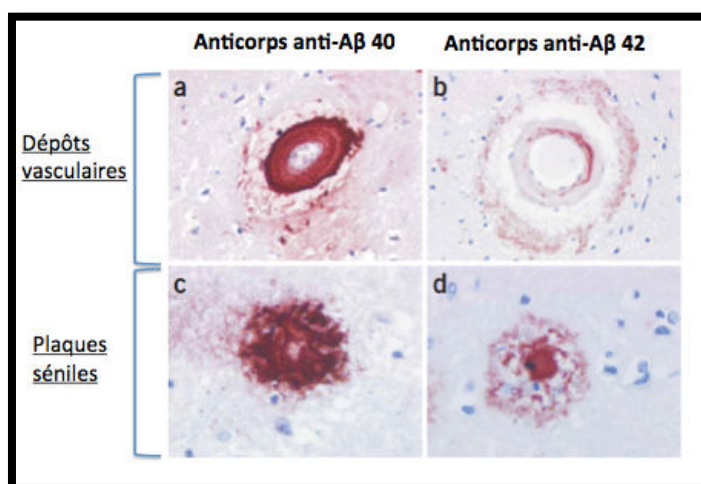 Anticorps anti-Aβ 40
Anticorps anti-Aβ 42
Dépôts
vasculaires
a
b
Plaques
séniles
c
d